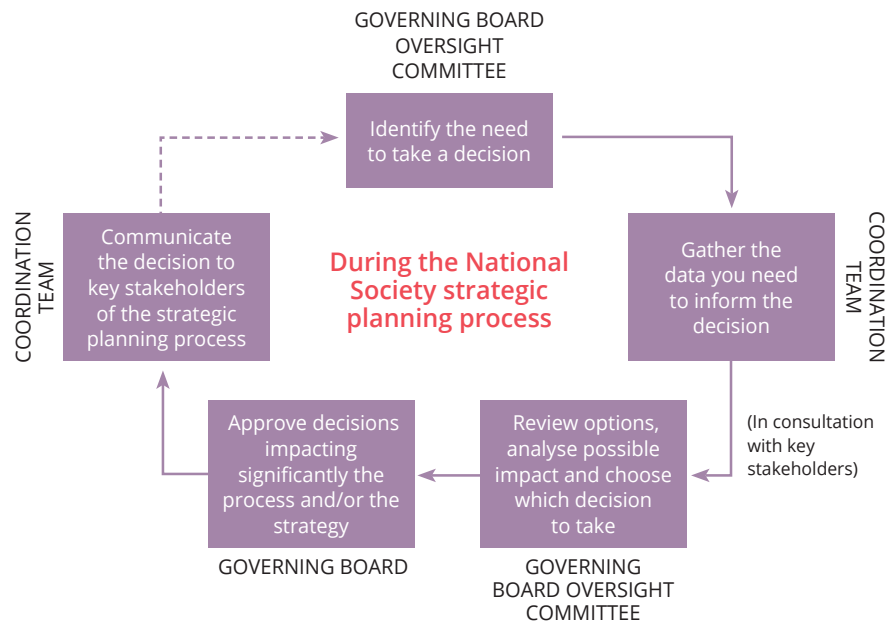 GOVERNING BOARD
OVERSIGHT
COMMITTEE
Identify the need
to take a decision
COORDINATION
TEAM
Gather the
data you need
to inform the
decision
(In consultation
with key
stakeholders)
Review options,
analyse possible
impact and choose
which decision
to take
GOVERNING
BOARD OVERSIGHT
COMMITTEE
Approve decisions
impacting
significantly the
process and/or the
strategy
GOVERNING BOARD
Communicate
the decision to
key stakeholders
of the strategic
planning process
COORDINATION
TEAM
During the National
Society strategic
planning process